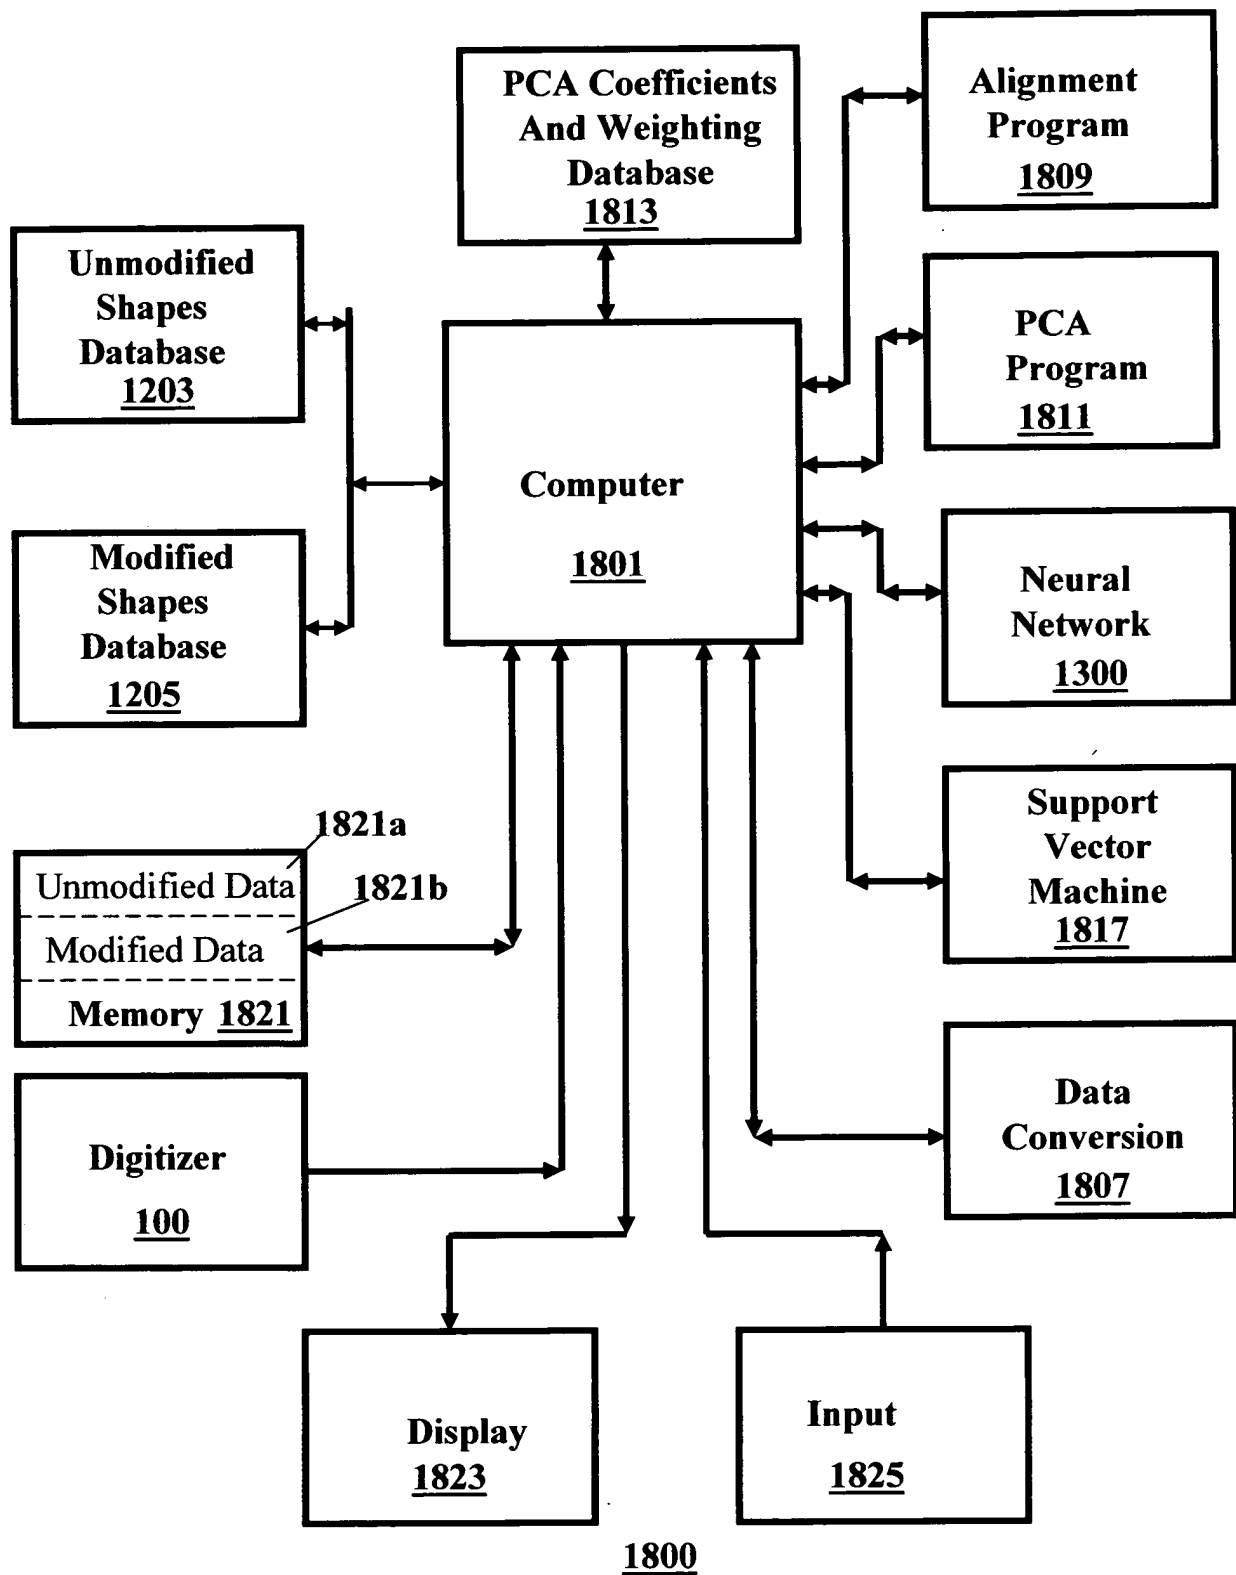 PCA Coefficients
And Weighting
Database
1813
Alignment
Program
1809
Unmodified
Shapes
Database
1203
PCA
Program
1811
Computer
1801
Modified
Shapes
Database
1205
Neural
Network
1300
Support
Vector
Machine
1817
1821a
Unmodified Data
1821b
Modified Data
Memory 1821
Data
Conversion
1807
Digitizer
100
Display
1823
Input
1825
1800